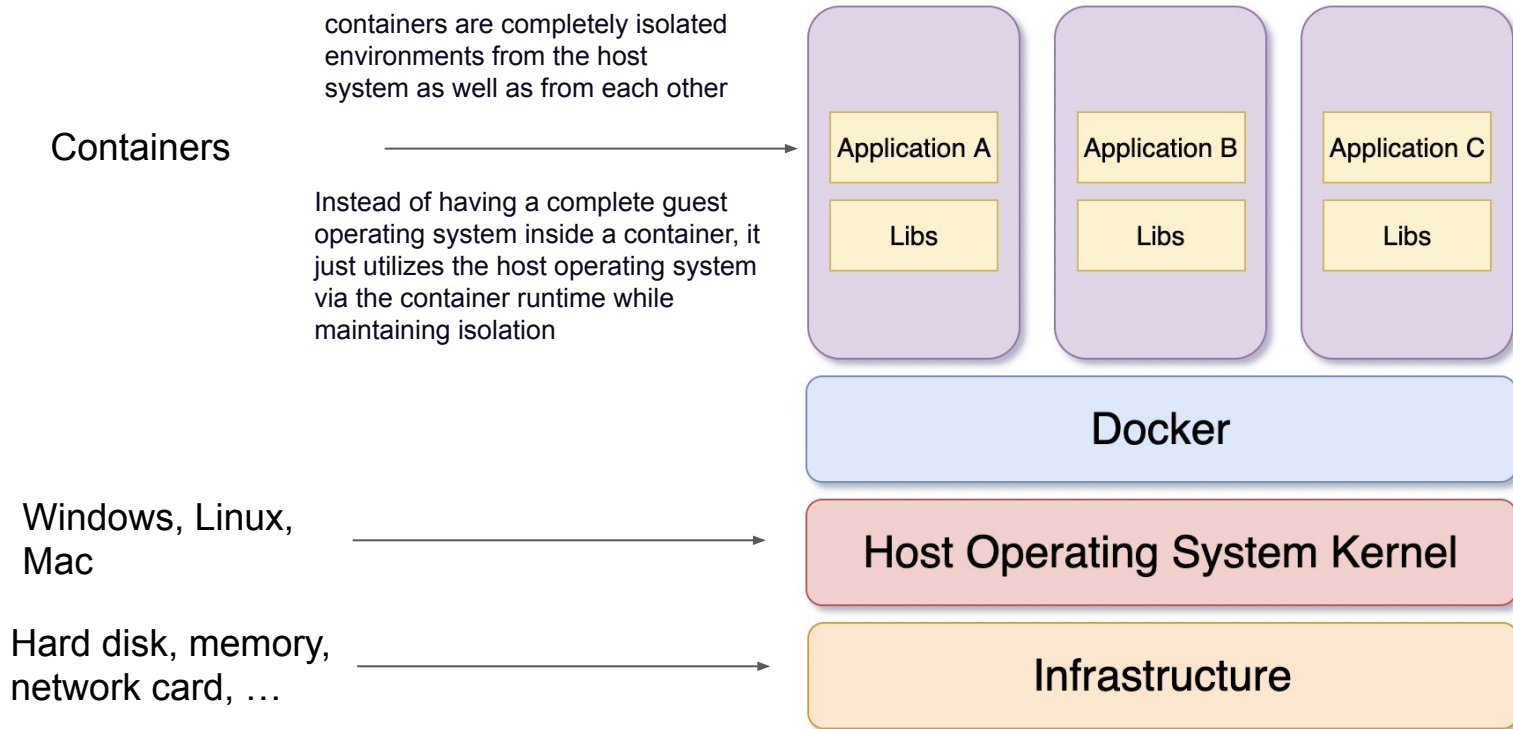 containers are completely isolated
environments from the host
system as well as from each other
Containers
Instead of having a complete guest
operating system inside a container, it
just utilizes the host operating system
via the container runtime while
maintaining isolation
Application A
Application B
Application C
Libs
Libs
Libs
Docker
Windows, Linux,
Mac
Host Operating System Kernel
Hard disk, memory,
network card, …
Infrastructure